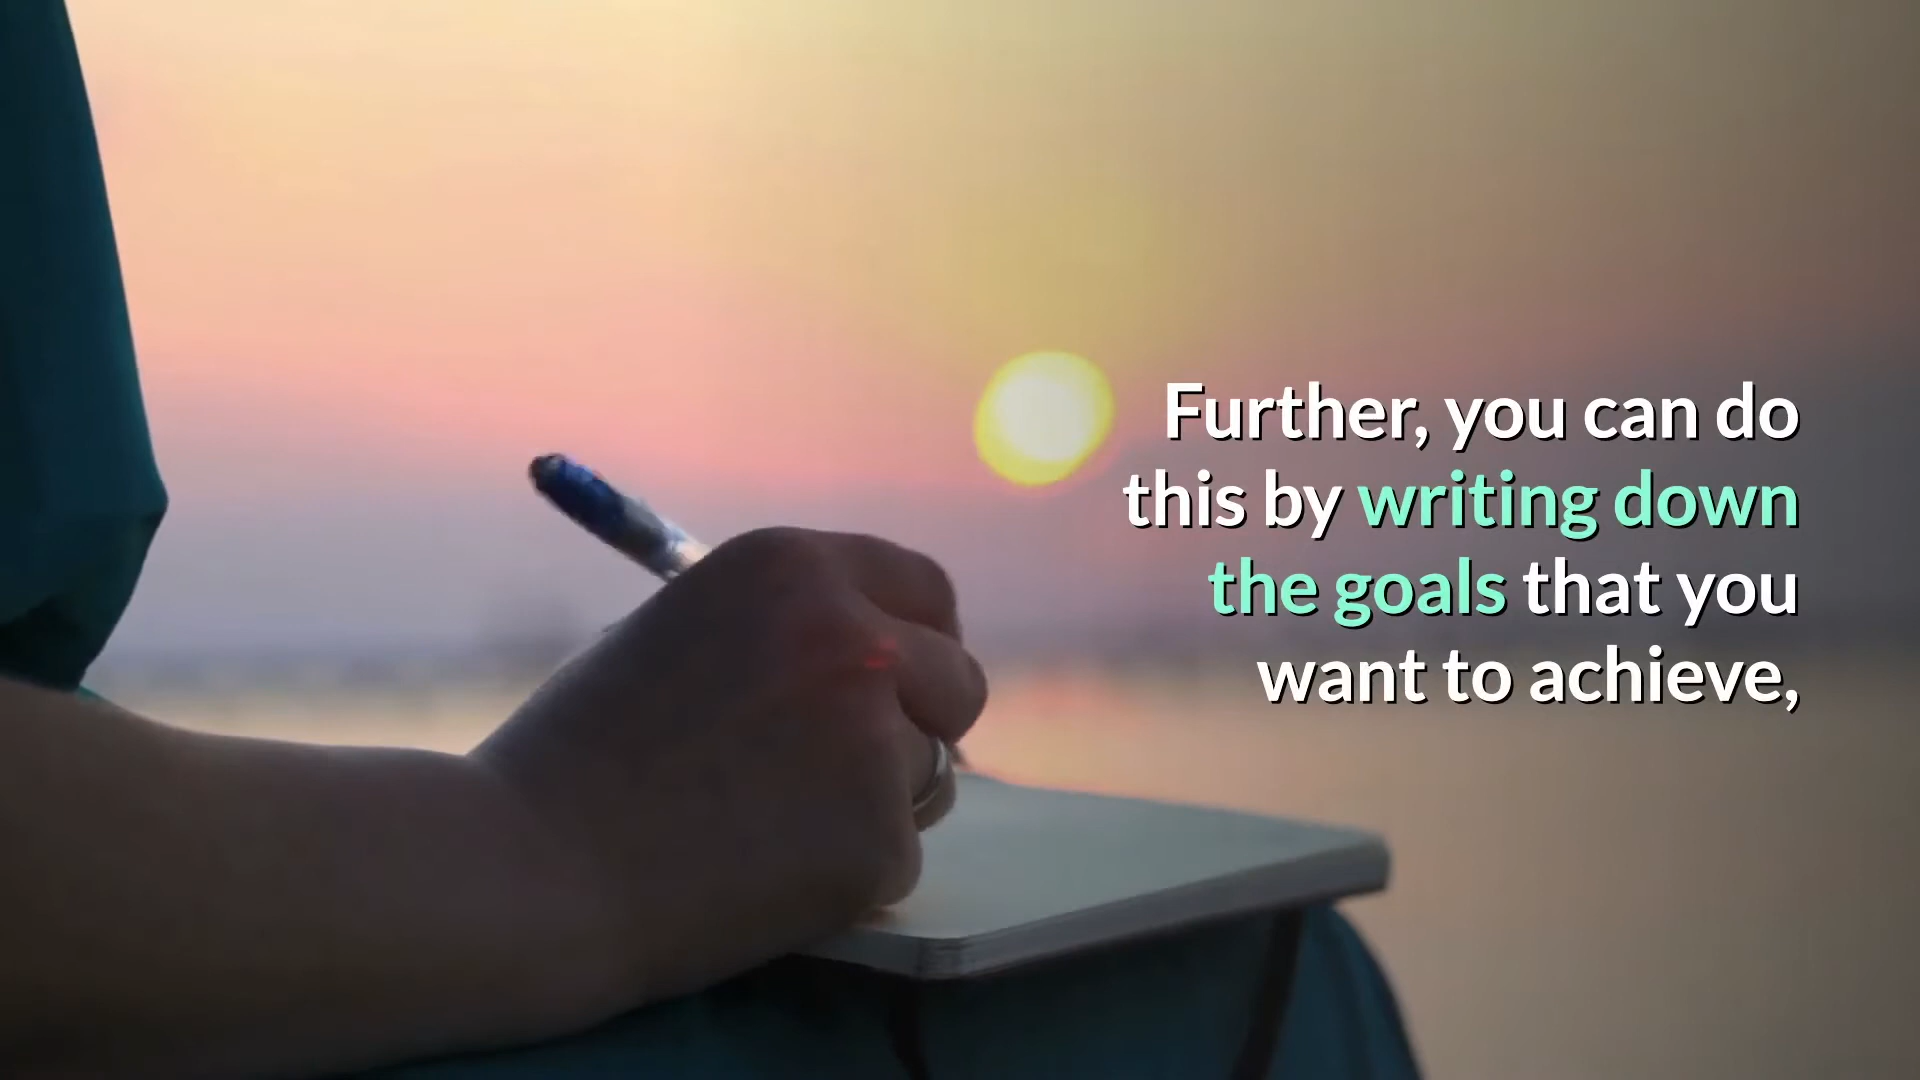 Further, you can do
this by writing down
the goals that you
want to achieve,